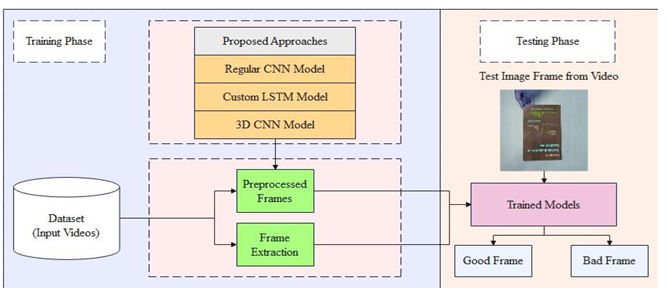 Training Phase
Proposed Approaches
Regular CNN Model
Custom LSTM Model
3D CNN Model
Dataset
(Input Videos)
Preprocessed
Frames
Frame
Extraction
Testing Phase
Test Image Frame from Video
Trained Models
Good Frame
Bad Frame